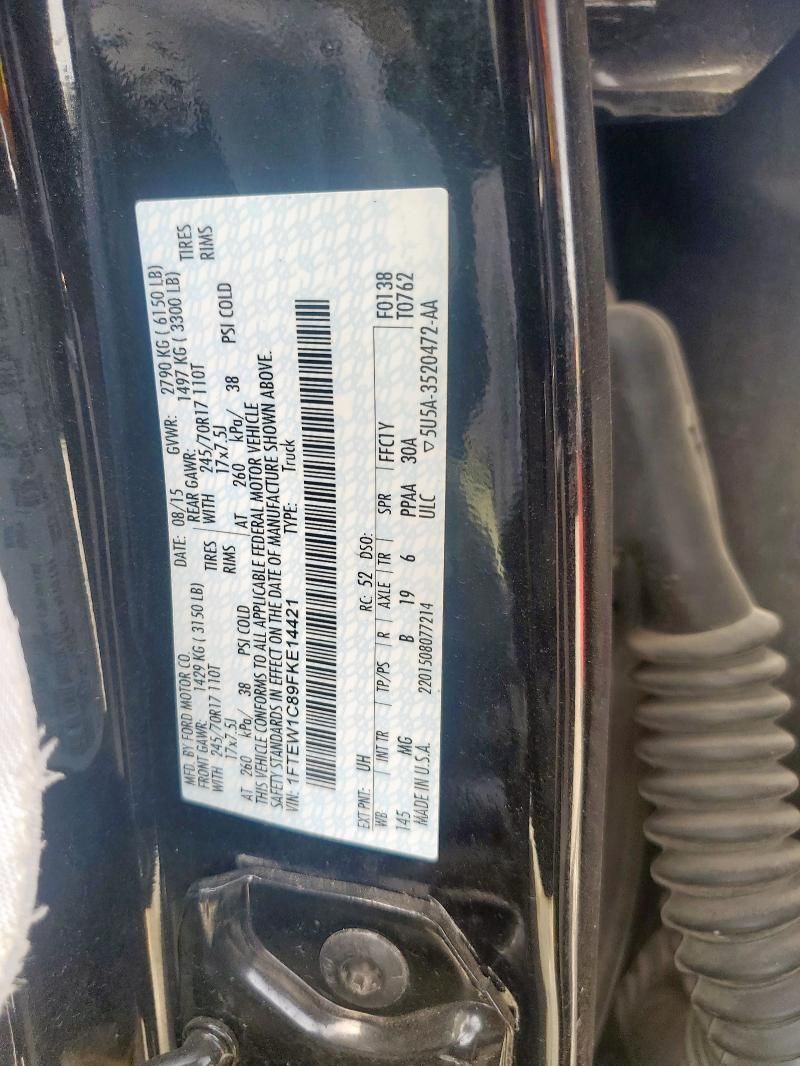 MFD. BY FORD MOTOR CO. DATE: 08/15 GVWR: 2790 KG ( 6150 LB)
FRONT GAWR: 1429 KG ( 3150 LB) REAR GAWR: 1497 KG ( 3300 LB)
WITH 245/70R17 110T TIRES WITH 245/70R17 110T TIRES
17x7.5J RIMS 17x7.5J RIMS
AT 260 kPa/ 38 PSI COLD AT 260 kPa/ 38 PSI COLD
THIS VEHICLE CONFORMS TO ALL APPLICABLE FEDERAL MOTOR VEHICLE
SAFETY STANDARDS IN EFFECT ON THE DATE OF MANUFACTURE SHOWN ABOVE.
VIN: 1FTEW1C89FKE14421 TYPE: Truck
F0138
T0762
EXT PNT: UH RC: 52 DSO:
WB INT TR TP/PS R AXLE TR SPR FFC1Y
145 MG B 19 6 PPAA 30A
MADE IN U.S.A. 2201508077214 ULC ▽5U5A-3520472-AA